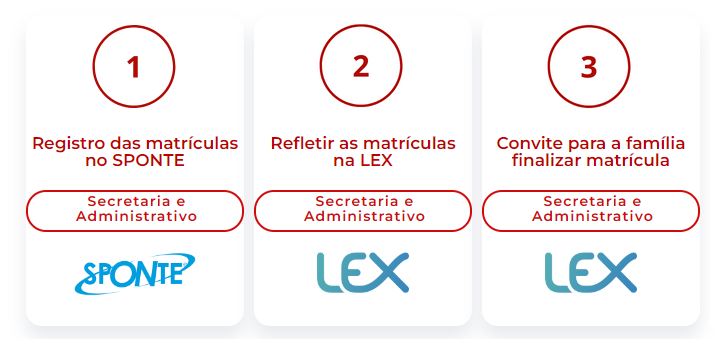 1
Registro das matrículas
no SPONTE
Secretaria e
Administrativo
SPONTE
2
Refletir as matrículas
na LEX
Secretaria e
Administrativo
LEX
3
Convite para a família
finalizar matrícula
Secretaria e
Administrativo
LEX